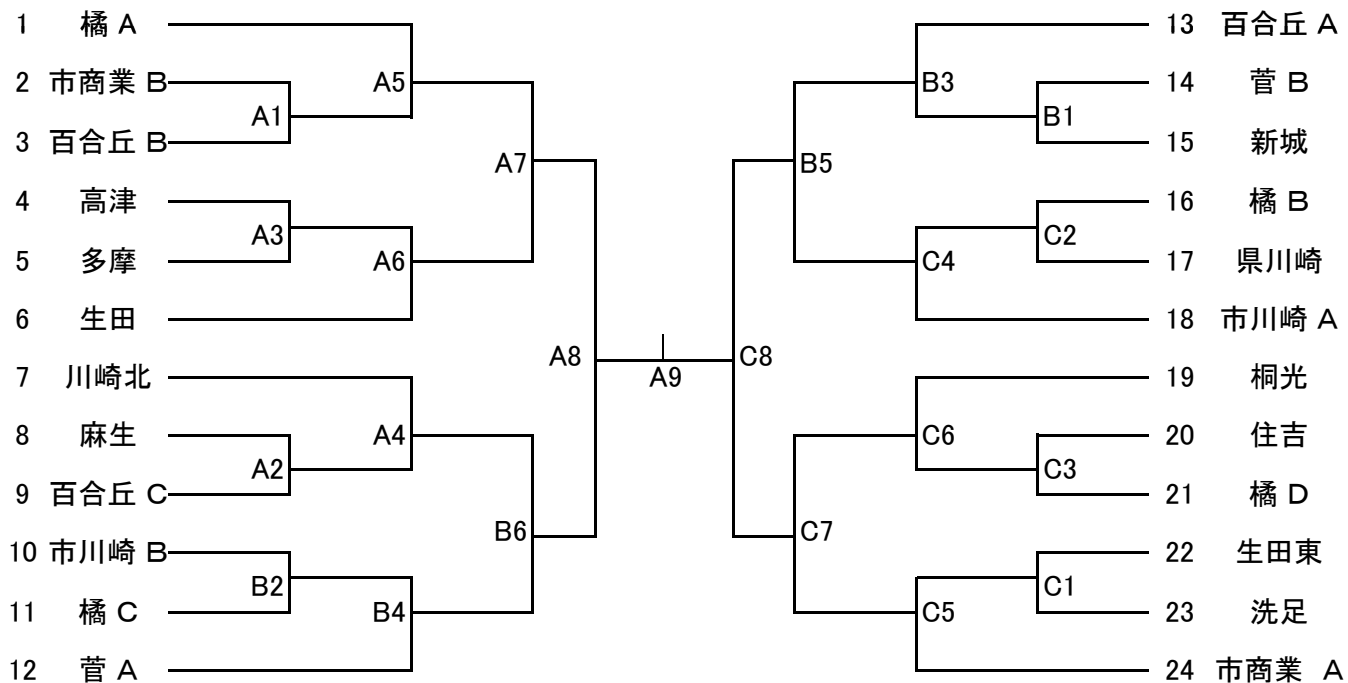 1 橘 A
2 市商業 B
3 百合丘 B
4 高津
5 多摩
6 生田
7 川崎北
8 麻生
9 百合丘 C
10 市川崎 B
11 橘 C
12 菅 A
A1
A3
A2
B2
A5
A6
A4
B4
A7
B6
A8
A9
C8
B5
C7
B3
C4
C6
C5
B1
C2
C3
C1
13 百合丘 A
14 菅 B
15 新城
16 橘 B
17 県川崎
18 市川崎 A
19 桐光
20 住吉
21 橘 D
22 生田東
23 洗足
24 市商業 A